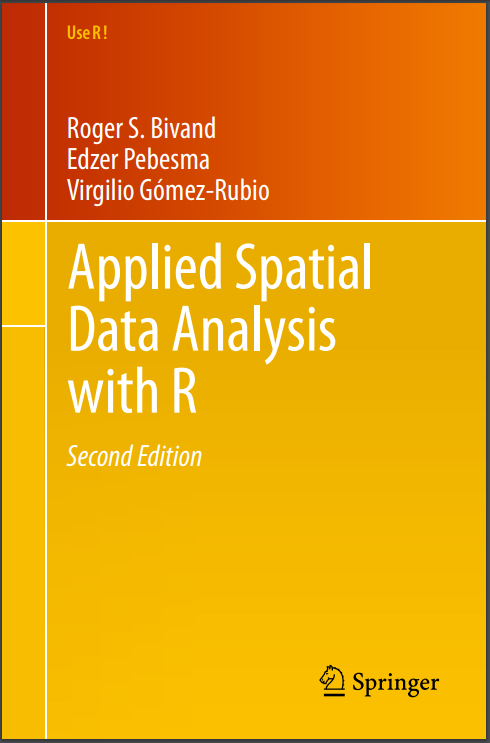 Use R !
Roger S. Bivand
Edzer Pebesma
Virgilio Gómez-Rubio
Applied Spatial
Data Analysis
with R
Second Edition
Springer